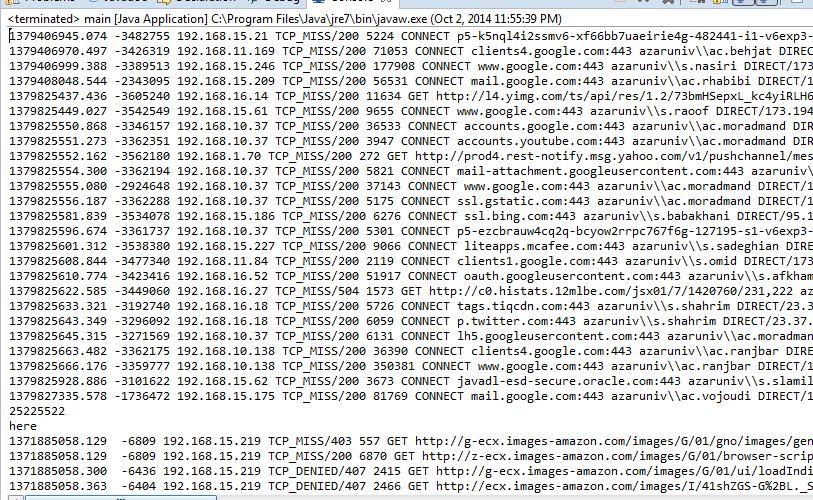 <terminated> main [Java Application] C:\Program Files\Java\jre7\bin\javaw.exe (Oct 2, 2014 11:55:39 PM)
1379406945.074 -3482755 192.168.15.21 TCP_MISS/200 5224 CONNECT p5-k5nql4i2ssmv6-xf66bb7uaeirie4g-482441-i1-v6exp3-
1379406970.497 -3426319 192.168.11.169 TCP_MISS/200 71053 CONNECT clients4.google.com:443 azaruniv\\ac.behjat DIREC
1379406999.388 -3389513 192.168.15.246 TCP_MISS/200 177908 CONNECT www.google.com:443 azaruniv\\s.nasiri DIRECT/173
1379408048.544 -2343095 192.168.15.209 TCP_MISS/200 56531 CONNECT mail.google.com:443 azaruniv\\ac.rhabibi DIRECT/1
1379825437.436 -3605240 192.168.16.14 TCP_MISS/200 11634 GET http://l4.yimg.com/ts/api/res/1.2/73bmHSepxL_kc4yiRLH6
1379825449.027 -3542549 192.168.15.61 TCP_MISS/200 9655 CONNECT www.google.com:443 azaruniv\\s.raoof DIRECT/173.194
1379825550.868 -3346157 192.168.10.37 TCP_MISS/200 36533 CONNECT accounts.google.com:443 azaruniv\\ac.moradmand DIR
1379825551.273 -3362351 192.168.10.37 TCP_MISS/200 3947 CONNECT accounts.youtube.com:443 azaruniv\\ac.moradmand DIR
1379825552.162 -3562180 192.168.1.70 TCP_MISS/200 272 GET http://prod4.rest-notify.msg.yahoo.com/v1/pushchannel/mes
1379825554.300 -3362194 192.168.10.37 TCP_MISS/200 5821 CONNECT mail-attachment.googleusercontent.com:443 azaruniv\
1379825555.080 -2924648 192.168.10.37 TCP_MISS/200 37143 CONNECT www.google.com:443 azaruniv\\ac.moradmand DIRECT/1
1379825556.187 -3362288 192.168.10.37 TCP_MISS/200 5175 CONNECT ssl.gstatic.com:443 azaruniv\\ac.moradmand DIRECT/1
1379825581.839 -3534078 192.168.15.186 TCP_MISS/200 6276 CONNECT ssl.bing.com:443 azaruniv\\s.babakhani DIRECT/95.1
1379825596.674 -3361737 192.168.10.37 TCP_MISS/200 5301 CONNECT p5-ezcbrauw4cq2q-bcyow2rrpc767f6g-127195-s1-v6exp3-
1379825601.312 -3538380 192.168.15.227 TCP_MISS/200 9066 CONNECT liteapps.mcafee.com:443 azaruniv\\s.sadeghian DIRE
1379825608.844 -3477340 192.168.11.84 TCP_MISS/200 2119 CONNECT clients1.google.com:443 azaruniv\\s.omid DIRECT/173
1379825610.774 -3423416 192.168.16.52 TCP_MISS/200 51917 CONNECT oauth.googleusercontent.com:443 azaruniv\\s.afkham
1379825622.585 -3449060 192.168.16.27 TCP_MISS/504 1573 GET http://c0.histats.12mlbe.com/jsx01/7/1420760/231,222 az
1379825633.321 -3192740 192.168.16.18 TCP_MISS/200 5726 CONNECT tags.tiqcdn.com:443 azaruniv\\s.shahrim DIRECT/23.3
1379825643.349 -3296092 192.168.16.18 TCP_MISS/200 6059 CONNECT p.twitter.com:443 azaruniv\\s.shahrim DIRECT/23.37.
1379825645.315 -3271569 192.168.10.37 TCP_MISS/200 6131 CONNECT lh5.googleusercontent.com:443 azaruniv\\ac.moradman
1379825663.482 -3362175 192.168.10.138 TCP_MISS/200 36390 CONNECT clients4.google.com:443 azaruniv\\ac.ranjbar DIRE
1379825666.176 -3359777 192.168.10.138 TCP_MISS/200 350381 CONNECT www.google.com:443 azaruniv\\ac.ranjbar DIRECT/1
1379825928.886 -3101622 192.168.15.62 TCP_MISS/200 3673 CONNECT javadl-esd-secure.oracle.com:443 azaruniv\\s.slamil
1379827335.578 -1736472 192.168.15.175 TCP_MISS/200 81769 CONNECT mail.google.com:443 azaruniv\\ac.vojoudi DIRECT/1
25225522
here
1371885058.129 -6809 192.168.15.219 TCP_MISS/403 557 GET http://g-ecx.images-amazon.com/images/G/01/gno/images/gen
1371885058.129 -6809 192.168.15.219 TCP_MISS/200 6870 GET http://z-ecx.images-amazon.com/images/G/01/browser-scrip
1371885058.300 -6436 192.168.15.219 TCP_DENIED/407 2415 GET http://g-ecx.images-amazon.com/images/G/01/ui/loadIndi
1371885058.363 -6404 192.168.15.219 TCP_DENIED/407 2466 GET http://ecx.images-amazon.com/images/I/41shZGS-G%2BL._S